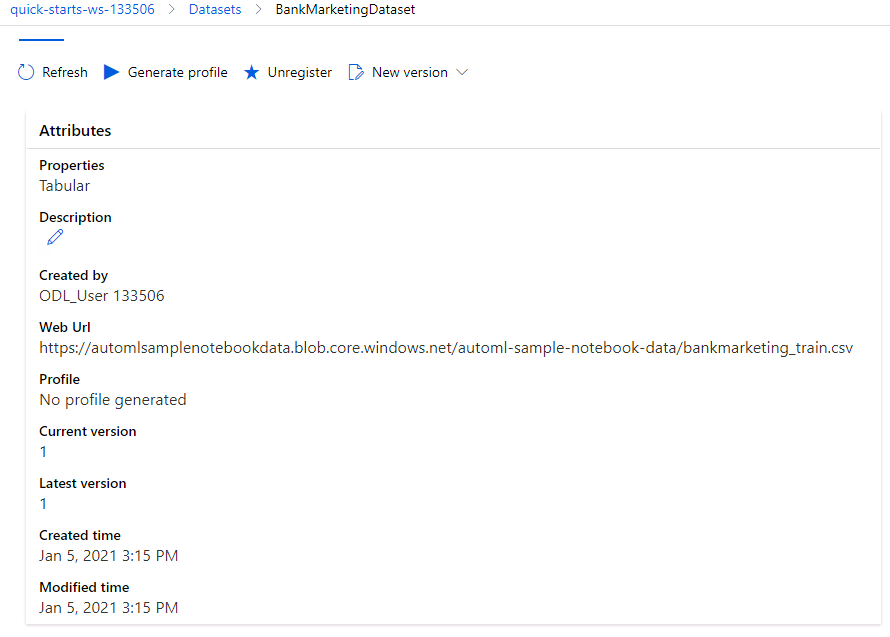 quick-starts-ws-133506 > Datasets > BankMarketingDataset
Refresh Generate profile Unregister New version
Attributes
Properties
Tabular
Description
Created by
ODL_User 133506
Web Url
https://automlsamplenotebookdata.blob.core.windows.net/automl-sample-notebook-data/bankmarketing_train.csv
Profile
No profile generated
Current version
1
Latest version
1
Created time
Jan 5, 2021 3:15 PM
Modified time
Jan 5, 2021 3:15 PM